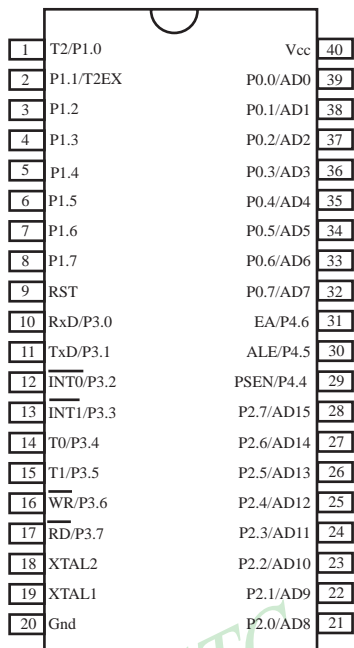 1 T2/P1.0 Vcc 40
2 P1.1/T2EX P0.0/AD0 39
3 P1.2 P0.1/AD1 38
4 P1.3 P0.2/AD2 37
5 P1.4 P0.3/AD3 36
6 P1.5 P0.4/AD4 35
7 P1.6 P0.5/AD5 34
8 P1.7 P0.6/AD6 33
9 RST P0.7/AD7 32
10 RxD/P3.0 EA/P4.6 31
11 TxD/P3.1 ALE/P4.5 30
12 INT0/P3.2 PSEN/P4.4 29
13 INT1/P3.3 P2.7/AD15 28
14 T0/P3.4 P2.6/AD14 27
15 T1/P3.5 P2.5/AD13 26
16 WR/P3.6 P2.4/AD12 25
17 RD/P3.7 P2.3/AD11 24
18 XTAL2 P2.2/AD10 23
19 XTAL1 P2.1/AD9 22
20 Gnd P2.0/AD8 21